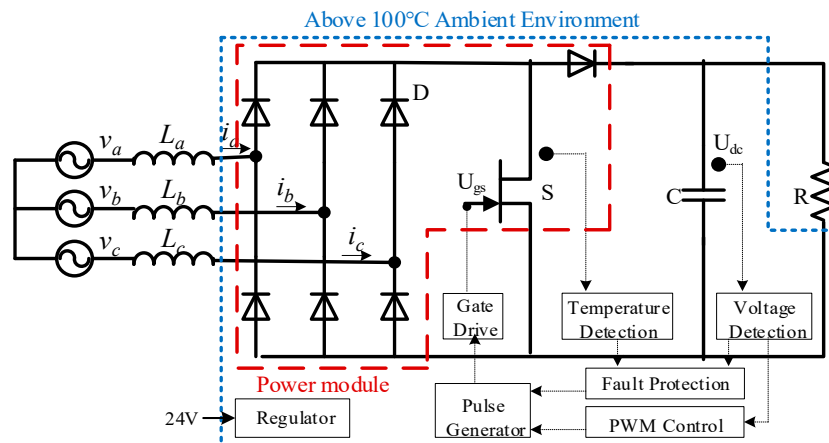 Above 100℃ Ambient Environment
D
v_a
L_a
i_a
U_dc
U_gs
S
C
R
v_b
L_b
i_b
v_c
L_c
i_c
Gate
Drive
Temperature
Detection
Voltage
Detection
Power module
Fault Protection
24V
Regulator
Pulse
Generator
PWM Control